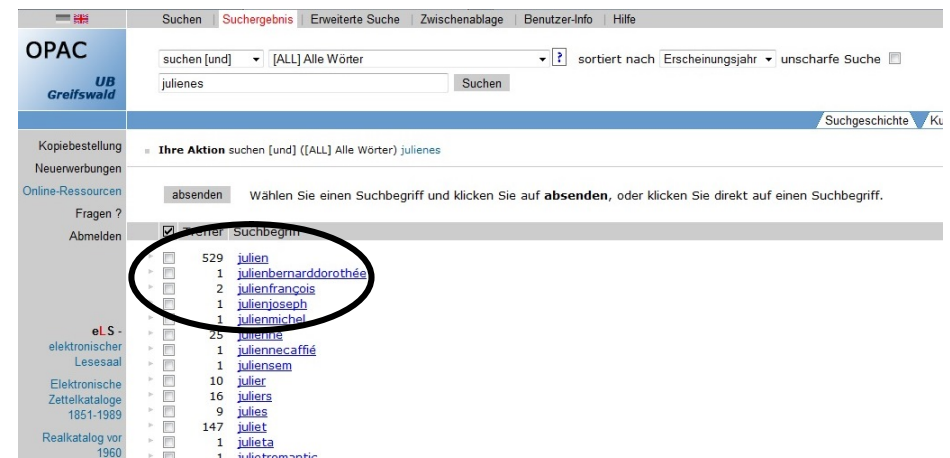 Suchen | Suchergebnis | Erweiterte Suche | Zwischenablage | Benutzer-Info | Hilfe
OPAC
UB
Greifswald
suchen [und] [ALL] Alle Wörter ? sortiert nach Erscheinungsjahr unscharfe Suche
julienes Suchen
Suchgeschichte
Kopiebestellung
Neuerwerbungen
Online-Ressourcen
Fragen ?
Abmelden
eLS -
elektronischer
Lesesaal
Elektronische
Zettelkataloge
1851-1989
Realkatalog vor
1960
Ihre Aktion suchen [und] ([ALL] Alle Wörter) julienes
absenden Wählen Sie einen Suchbegriff und klicken Sie auf absenden, oder klicken Sie direkt auf einen Suchbegriff.
Treffer Suchbegriff
529 julien
1 julienbernarddorothée
2 julienfrançois
1 julienjoseph
1 julienmichel
25 julienne
1 juliennecaffié
1 juliensem
10 julier
16 juliers
9 julies
147 juliet
1 julieta
1 julietromantic